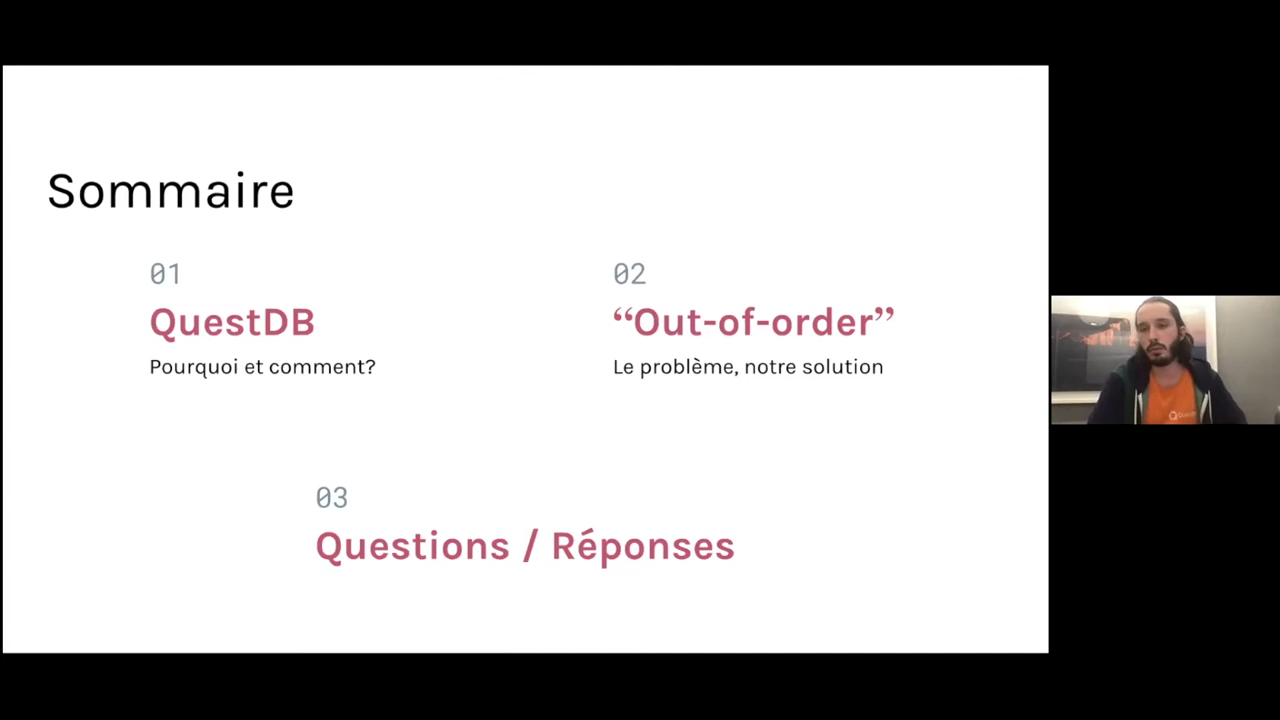 Sommaire
01
QuestDB
Pourquoi et comment?
02
“Out-of-order”
Le problème, notre solution
03
Questions / Réponses